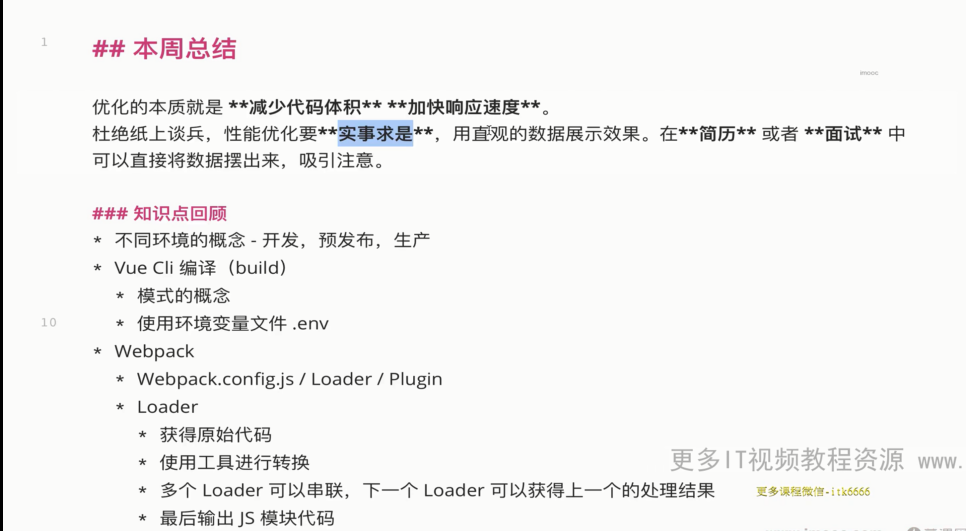 1
## 本周总结
imooc
优化的本质就是 **减少代码体积** **加快响应速度**。
杜绝纸上谈兵，性能优化要**实事求是**，用直观的数据展示效果。在**简历** 或者 **面试** 中
可以直接将数据摆出来，吸引注意。
### 知识点回顾
* 不同环境的概念 - 开发，预发布，生产
* Vue Cli 编译（build）
* 模式的概念
10
* 使用环境变量文件 .env
* Webpack
* Webpack.config.js / Loader / Plugin
* Loader
* 获得原始代码
* 使用工具进行转换
更多IT视频教程资源 www.
* 多个 Loader 可以串联，下一个 Loader 可以获得上一个的处理结果
更多课程微信-itk6666
* 最后输出 JS 模块代码